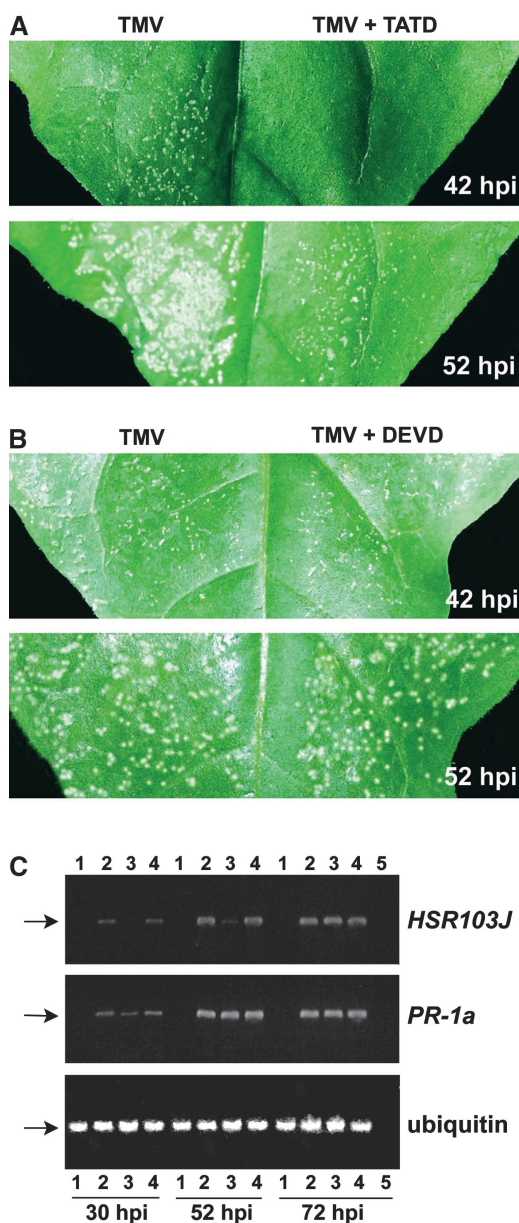 A
TMV TMV + TATD
42 hpi
52 hpi
B
TMV TMV + DEVD
42 hpi
52 hpi
C
1 2 3 4 1 2 3 4 1 2 3 4 5
HSR103J
PR-1a
ubiquitin
1 2 3 4 1 2 3 4 1 2 3 4 5
30 hpi 52 hpi 72 hpi